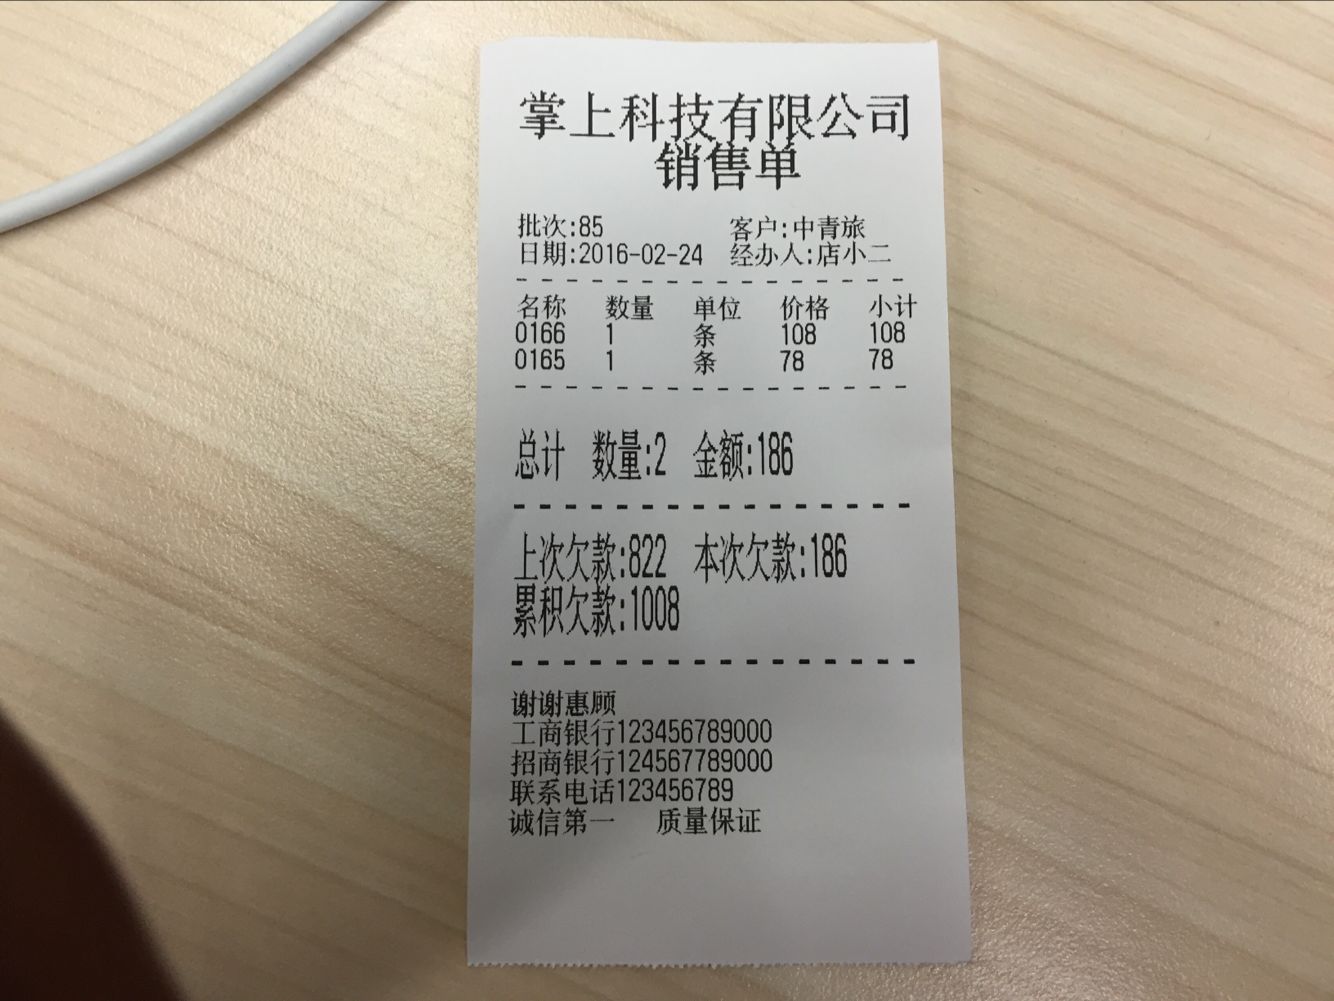 掌上科技有限公司
销售单
批次:85 客户:中青旅
日期:2016-02-24 经办人:店小二
名称 数量 单位 价格 小计
0166 1 条 108 108
0165 1 条 78 78
总计 数量:2 金额:186
上次欠款:822 本次欠款:186
累积欠款:1008
谢谢惠顾
工商银行123456789000
招商银行124567789000
联系电话123456789
诚信第一 质量保证